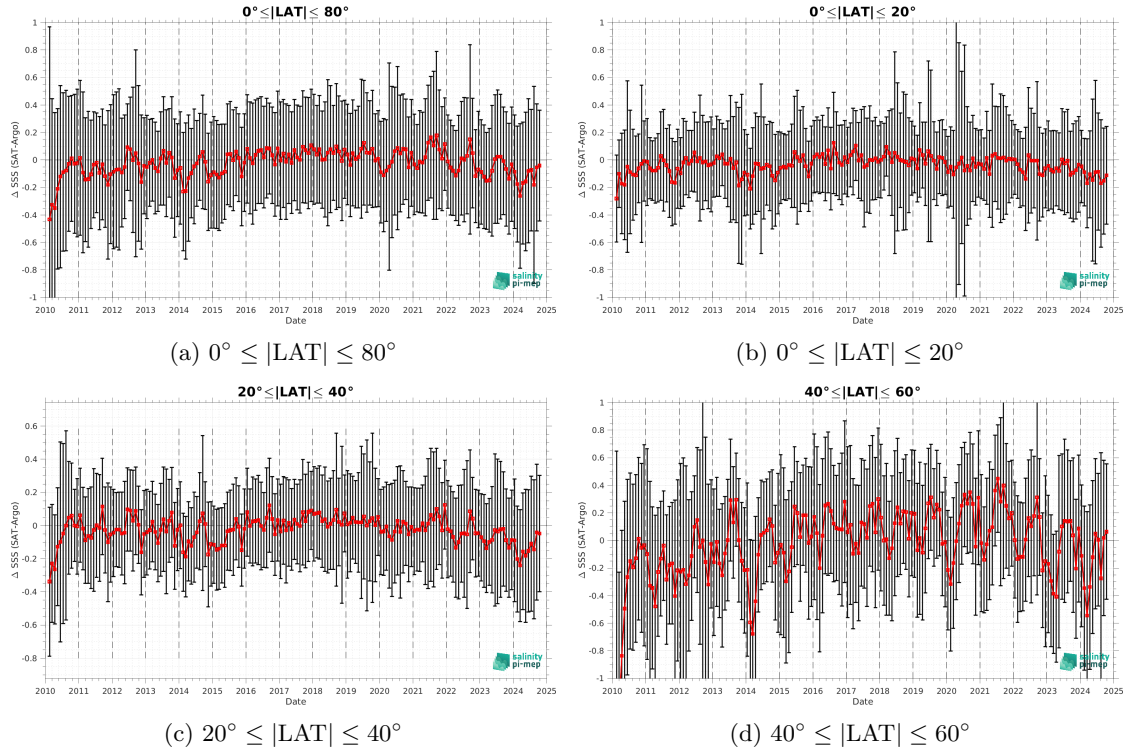 0°≤|LAT|≤ 80°
1
0.8
0.6
0.4
0.2
0
-0.2
-0.4
-0.6
-0.8
-1
Δ SSS (SAT-Argo)
2010 2011 2012 2013 2014 2015 2016 2017 2018 2019 2020 2021 2022 2023 2024 2025
Date
salinity
pi-mep
(a) 0° ≤ |LAT| ≤ 80°
0°≤|LAT|≤ 20°
1
0.8
0.6
0.4
0.2
0
-0.2
-0.4
-0.6
-0.8
-1
Δ SSS (SAT-Argo)
2010 2011 2012 2013 2014 2015 2016 2017 2018 2019 2020 2021 2022 2023 2024 2025
Date
salinity
pi-mep
(b) 0° ≤ |LAT| ≤ 20°
20°≤|LAT|≤ 40°
0.6
0.4
0.2
0
-0.2
-0.4
-0.6
-0.8
Δ SSS (SAT-Argo)
2010 2011 2012 2013 2014 2015 2016 2017 2018 2019 2020 2021 2022 2023 2024 2025
Date
salinity
pi-mep
(c) 20° ≤ |LAT| ≤ 40°
40°≤|LAT|≤ 60°
1
0.8
0.6
0.4
0.2
0
-0.2
-0.4
-0.6
-0.8
-1
Δ SSS (SAT-Argo)
2010 2011 2012 2013 2014 2015 2016 2017 2018 2019 2020 2021 2022 2023 2024 2025
Date
salinity
pi-mep
(d) 40° ≤ |LAT| ≤ 60°